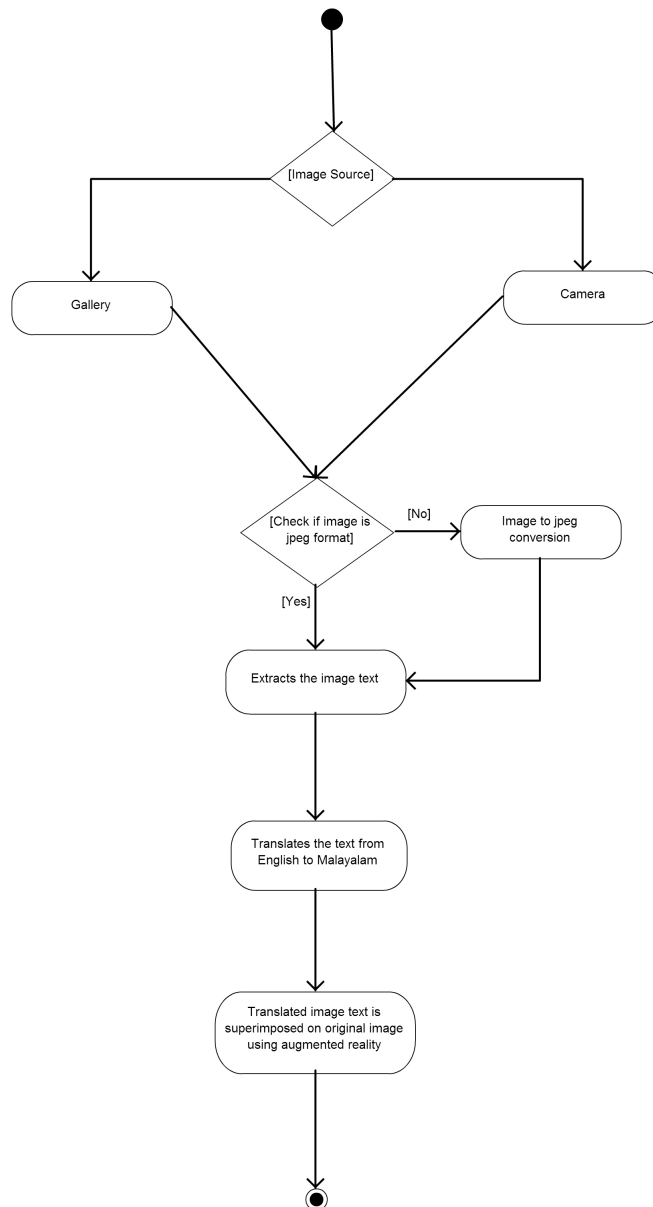 [Image Source]
Gallery
Camera
[Check if image is
jpeg format]
[No]
Image to jpeg
conversion
[Yes]
Extracts the image text
Translates the text from
English to Malayalam
Translated image text is
superimposed on original image
using augmented reality